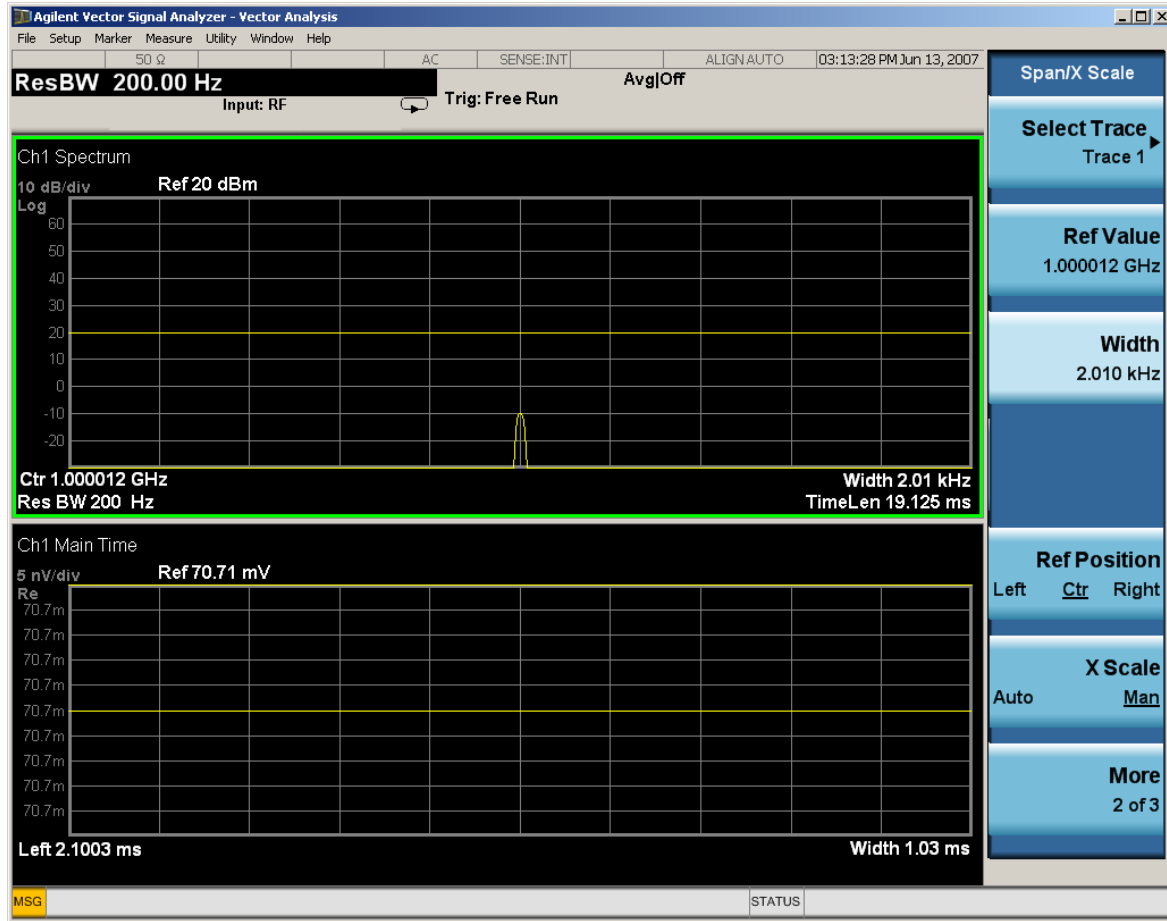 Agilent Vector Signal Analyzer - Vector Analysis
File Setup Marker Measure Utility Window Help
50 Ω AC SENSE:INT ALIGN AUTO 03:13:28 PM Jun 13, 2007
ResBW 200.00 Hz
Input: RF
Trig: Free Run
Avg|Off
Ch1 Spectrum
10 dB/div Ref 20 dBm
Log
60
50
40
30
20
10
0
-10
-20
Ctr 1.000012 GHz Width 2.01 kHz
Res BW 200 Hz TimeLen 19.125 ms
Ch1 Main Time
5 nV/div Ref 70.71 mV
Re
70.7m
70.7m
70.7m
70.7m
70.7m
70.7m
70.7m
70.7m
70.7m
Left 2.1003 ms Width 1.03 ms
Span/X Scale
Select Trace
Trace 1
Ref Value
1.000012 GHz
Width
2.010 kHz
Ref Position
Left Ctr Right
X Scale
Auto Man
More
2 of 3
MSG STATUS